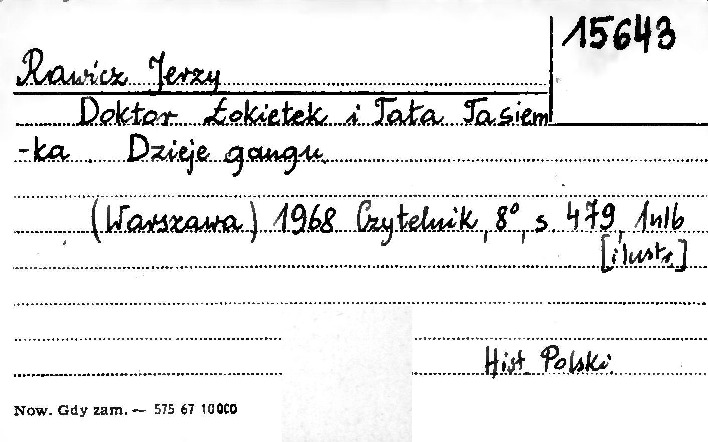 15643
Rawicz Jerzy
Doktor Łokietek i Tata Tasiem
-ka. Dzieje gangu
(Warszawa) 1968 Czytelnik, 8°, s. 479, 1nlb
[ilustr.]
Hist. Polski.
Now. Gdy zam. — 575 67 10000